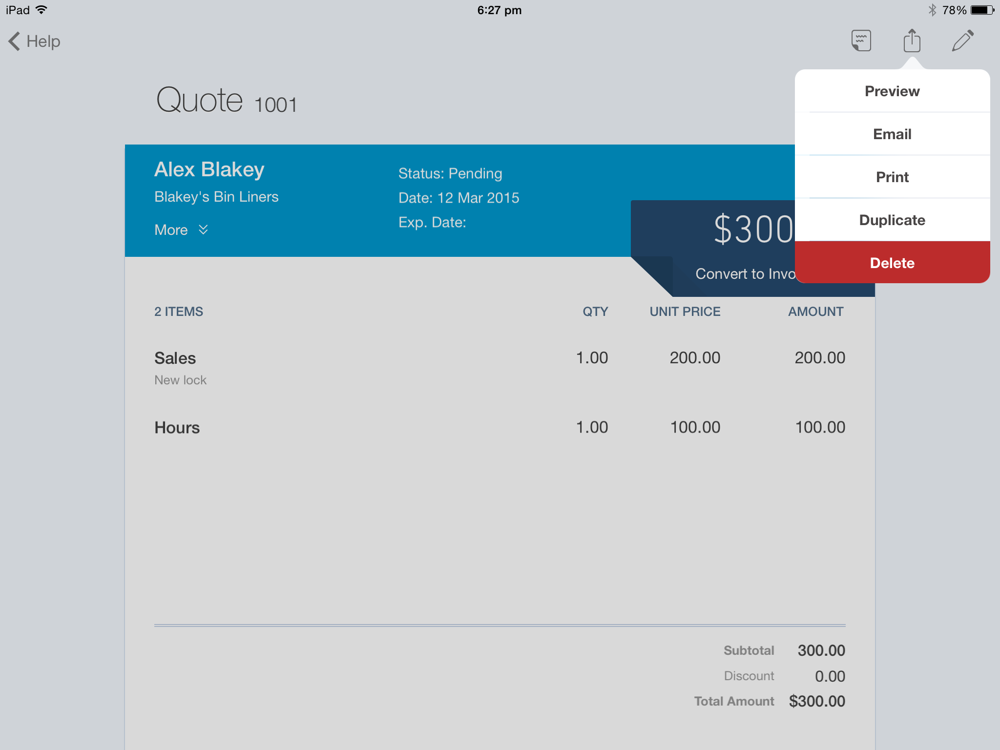 iPad 6:27 pm 78%
Help
Quote 1001
Preview
Email
Print
Duplicate
Delete
Alex Blakey
Blakey's Bin Liners
More
Status: Pending
Date: 12 Mar 2015
Exp. Date:
$300
Convert to Invo
2 ITEMS QTY UNIT PRICE AMOUNT
Sales 1.00 200.00 200.00
New lock
Hours 1.00 100.00 100.00
Subtotal 300.00
Discount 0.00
Total Amount $300.00